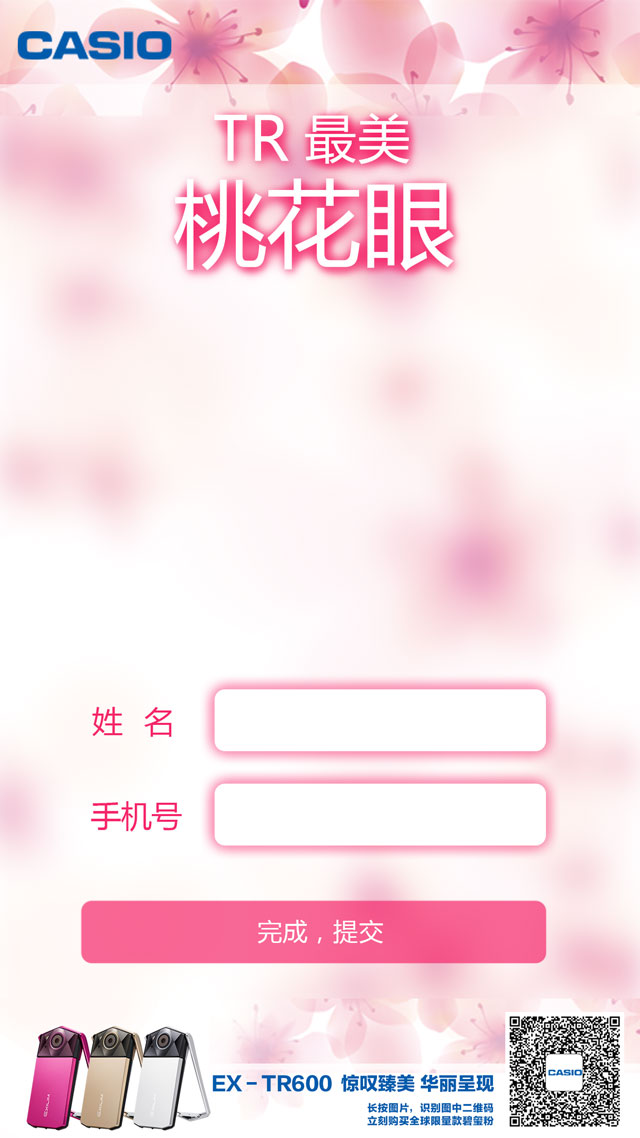 CASIO
TR 最美
桃花眼
姓 名
手机号
完成，提交
EX-TR600 惊叹臻美 华丽呈现
长按图片，识别图中二维码
立刻购买全球限量款碧玺粉
CASIO